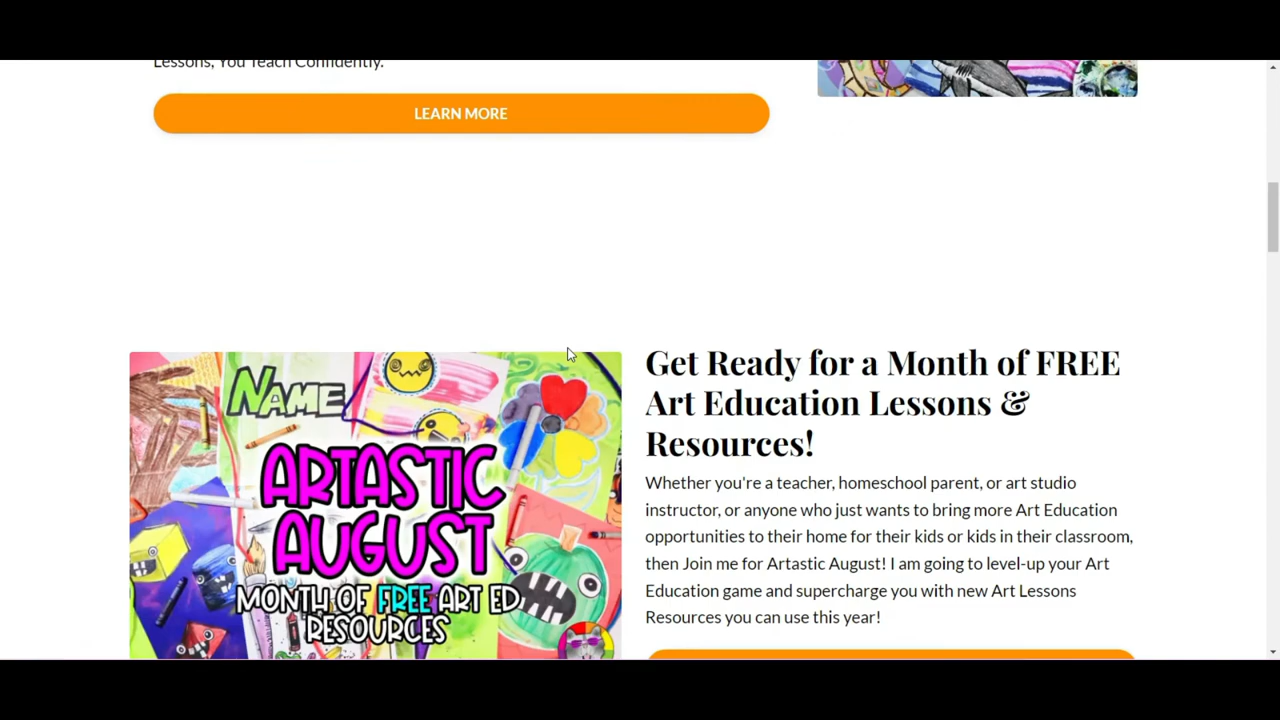 Lessons, You Teach Confidently.
LEARN MORE
NAME
ARTASTIC
AUGUST
MONTH OF FREE ART ED
RESOURCES
Get Ready for a Month of FREE
Art Education Lessons &
Resources!
Whether you're a teacher, homeschool parent, or art studio
instructor, or anyone who just wants to bring more Art Education
opportunities to their home for their kids or kids in their classroom,
then Join me for Artastic August! I am going to level-up your Art
Education game and supercharge you with new Art Lessons
Resources you can use this year!